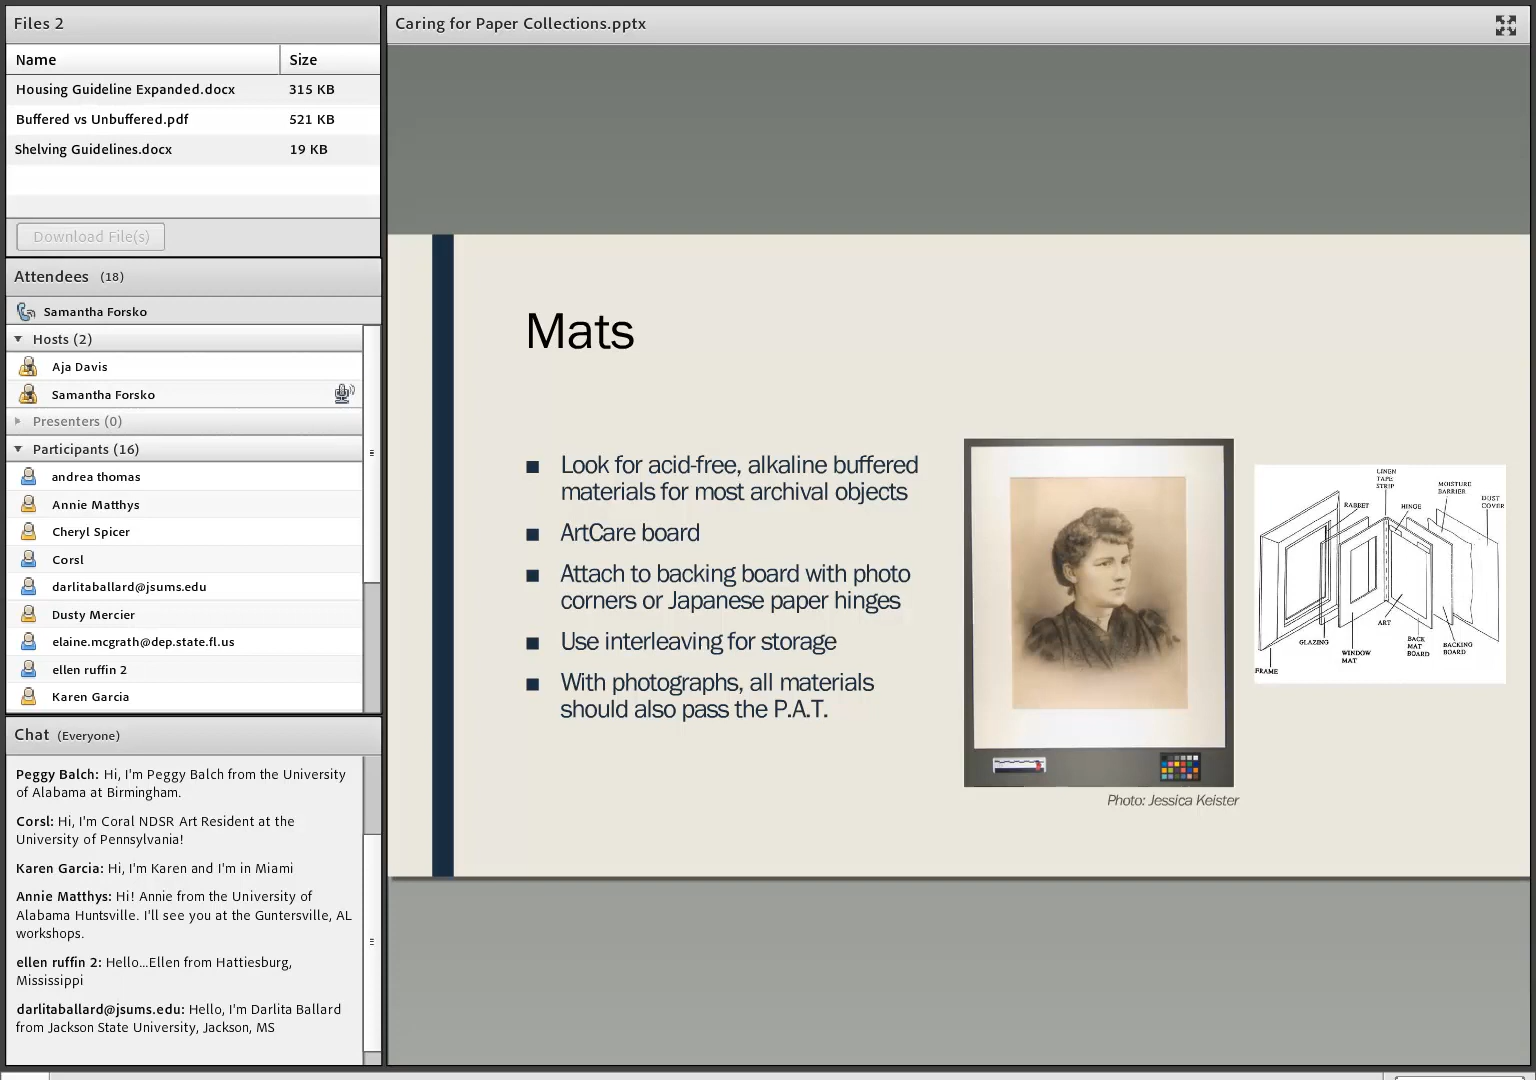 Files 2
Name Size
Housing Guideline Expanded.docx 315 KB
Buffered vs Unbuffered.pdf 521 KB
Shelving Guidelines.docx 19 KB
Download File(s)
Attendees (18)
Samantha Forsko
Hosts (2)
Aja Davis
Samantha Forsko
Presenters (0)
Participants (16)
andrea thomas
Annie Matthys
Cheryl Spicer
Corsl
darlitaballard@jsums.edu
Dusty Mercier
elaine.mcgrath@dep.state.fl.us
ellen ruffin 2
Karen Garcia
Chat (Everyone)
Peggy Balch: Hi, I'm Peggy Balch from the University
of Alabama at Birmingham.
Corsl: Hi, I'm Coral NDSR Art Resident at the
University of Pennsylvania!
Karen Garcia: Hi, I'm Karen and I'm in Miami
Annie Matthys: Hi! Annie from the University of
Alabama Huntsville. I'll see you at the Guntersville, AL
workshops.
ellen ruffin 2: Hello...Ellen from Hattiesburg,
Mississippi
darlitaballard@jsums.edu: Hello, I'm Darlita Ballard
from Jackson State University, Jackson, MS
Caring for Paper Collections.pptx
Mats
■ Look for acid-free, alkaline buffered
materials for most archival objects
■ ArtCare board
■ Attach to backing board with photo
corners or Japanese paper hinges
■ Use interleaving for storage
■ With photographs, all materials
should also pass the P.A.T.
Photo: Jessica Keister
LINEN
TAPE
STRIP
MOISTURE
BARRIER
DUST
COVER
RABBET
HINGE
GLAZING
WINDOW
MAT
ART
BACK
MAT
BOARD
BACKING
BOARD
FRAME